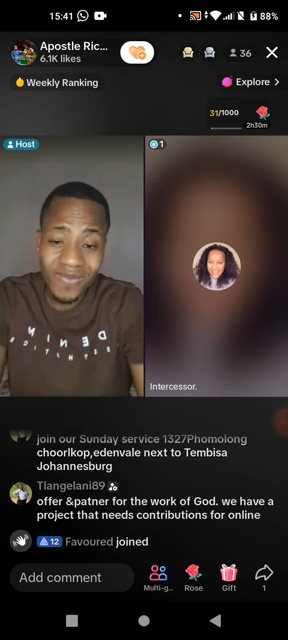 15:41
88%
Apostle Ric...
6.1K likes
36
Weekly Ranking
Explore
31/1000
2h30m
Host
1
Intercessor.
join our Sunday service 1327Phomolong
choorlkop,edenvale next to Tembisa
Johannesburg
Tlangelani89
offer &patner for the work of God. we have a
project that needs contributions for online
12 Favoured joined
Add comment
Multi-g...
Rose
Gift
1